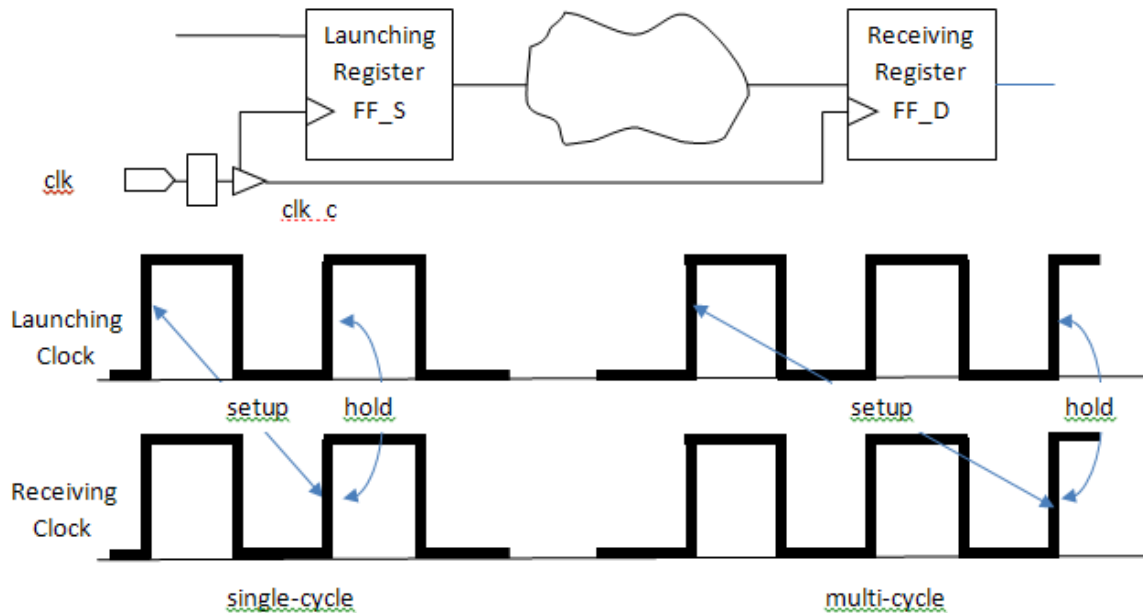 Launching
Register
FF_S
Receiving
Register
FF_D
clk
clk_c
Launching
Clock
setup hold setup hold
Receiving
Clock
single-cycle multi-cycle